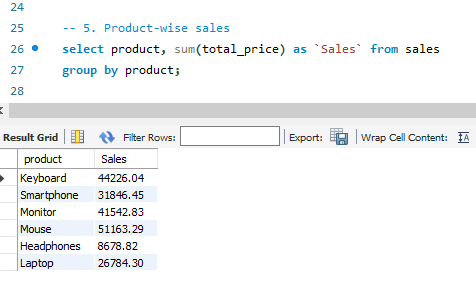 24
25 -- 5. Product-wise sales
26 select product, sum(total_price) as `Sales` from sales
27 group by product;
28
Result Grid Filter Rows: Export: Wrap Cell Content: IA
product Sales
Keyboard 44226.04
Smartphone 31846.45
Monitor 41542.83
Mouse 51163.29
Headphones 8678.82
Laptop 26784.30